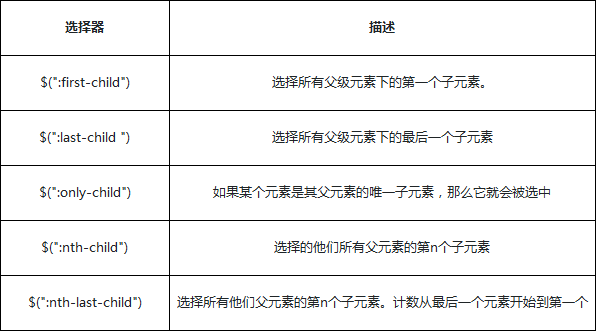 选择器 描述
$(":first-child") 选择所有父级元素下的第一个子元素。
$(":last-child ") 选择所有父级元素下的最后一个子元素
$(":only-child") 如果某个元素是其父元素的唯一子元素，那么它就会被选中
$(":nth-child") 选择的他们所有父元素的第n个子元素
$(":nth-last-child") 选择所有他们父元素的第n个子元素。计数从最后一个元素开始到第一个